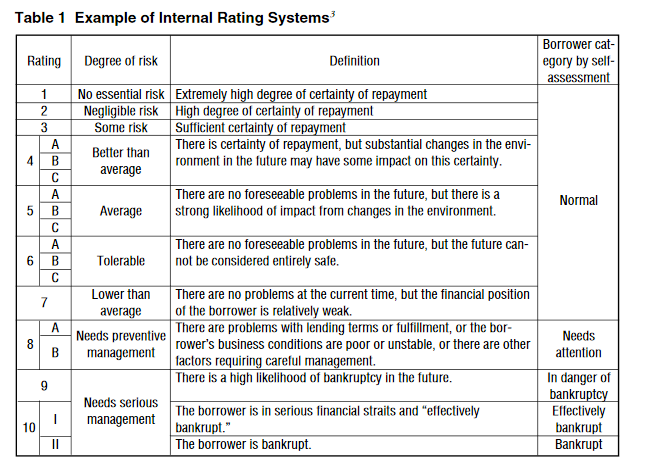 Table 1 Example of Internal Rating Systems³
Rating Degree of risk Definition Borrower cat-
egory by self-
assessment
1 No essential risk Extremely high degree of certainty of repayment
2 Negligible risk High degree of certainty of repayment
3 Some risk Sufficient certainty of repayment
4 A B C
Better than
average
There is certainty of repayment, but substantial changes in the envi-
ronment in the future may have some impact on this certainty.
5 A B C
Average
There are no foreseeable problems in the future, but there is a
strong likelihood of impact from changes in the environment.
Normal
6 A B C
Tolerable
There are no foreseeable problems in the future, but the future can-
not be considered entirely safe.
7
Lower than
average
There are no problems at the current time, but the financial position
of the borrower is relatively weak.
8 A B
Needs preventive
management
There are problems with lending terms or fulfillment, or the bor-
rower's business conditions are poor or unstable, or there are other
factors requiring careful management.
Needs
attention
9
Needs serious
management
There is a high likelihood of bankruptcy in the future.
In danger of
bankruptcy
10 I
The borrower is in serious financial straits and "effectively
bankrupt."
Effectively
bankrupt
II The borrower is bankrupt. Bankrupt